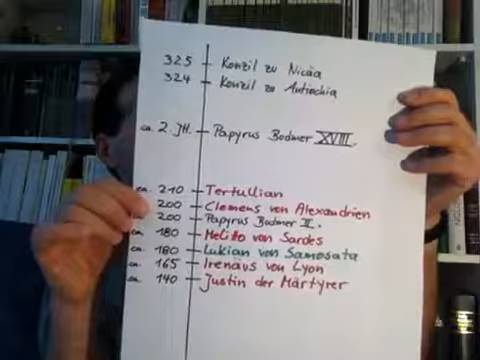 325 Konzil zu Nicäa
324 Konzil zu Antiochia
ca. 2. JH. Papyrus Bodmer XVIII.
ca. 210 Tertullian
ca. 200 Clemens von Alexandrien
ca. 200 Papyrus Bodmer II.
ca. 180 Melito von Sardes
ca. 180 Lukian von Samosata
ca. 165 Irenäus von Lyon
ca. 140 Justin der Märtyrer